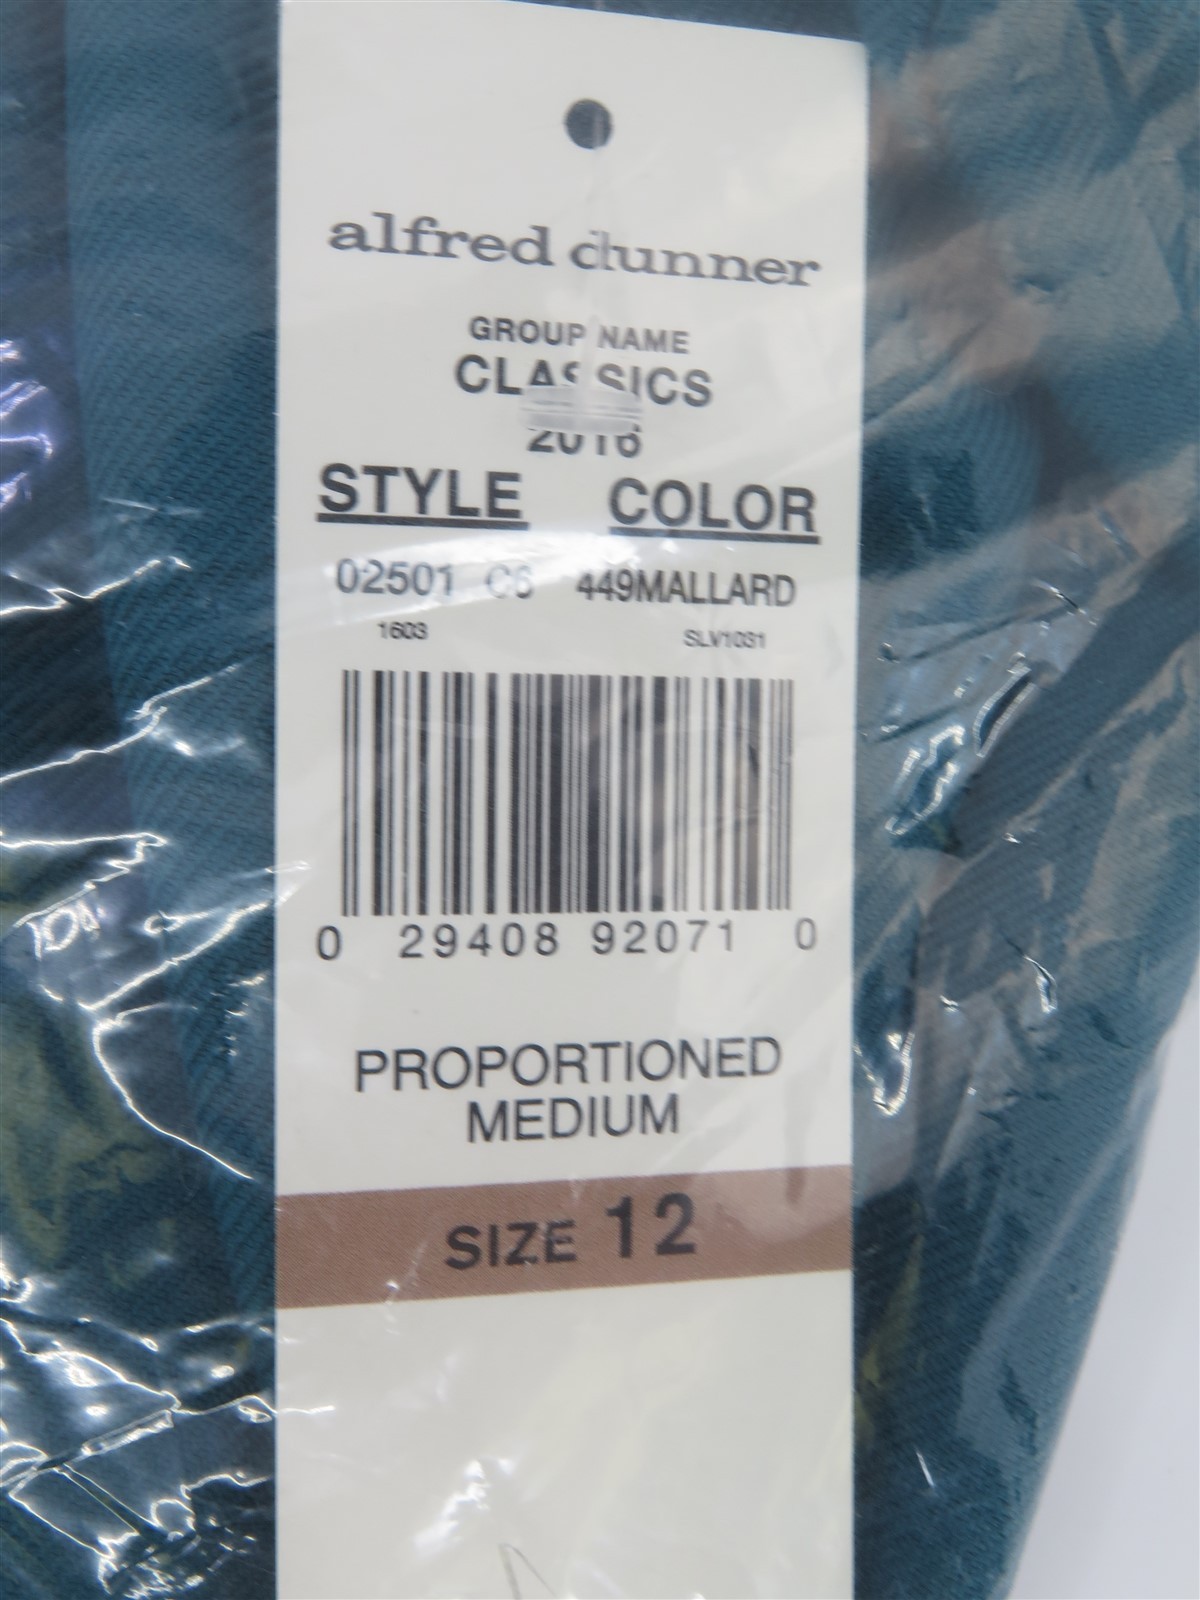 alfred dunner
GROUP NAME
CLASSICS
2016
STYLE COLOR
02501 C6 449MALLARD
1603 SLV1031
0 29408 92071 0
PROPORTIONED
MEDIUM
SIZE 12